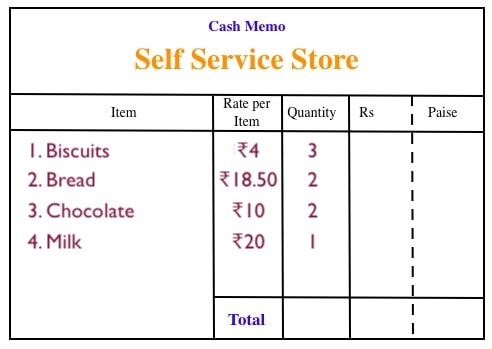 Cash Memo
Self Service Store
Item Rate per Item Quantity Rs Paise
1. Biscuits ₹4 3
2. Bread ₹18.50 2
3. Chocolate ₹10 2
4. Milk ₹20 1
Total